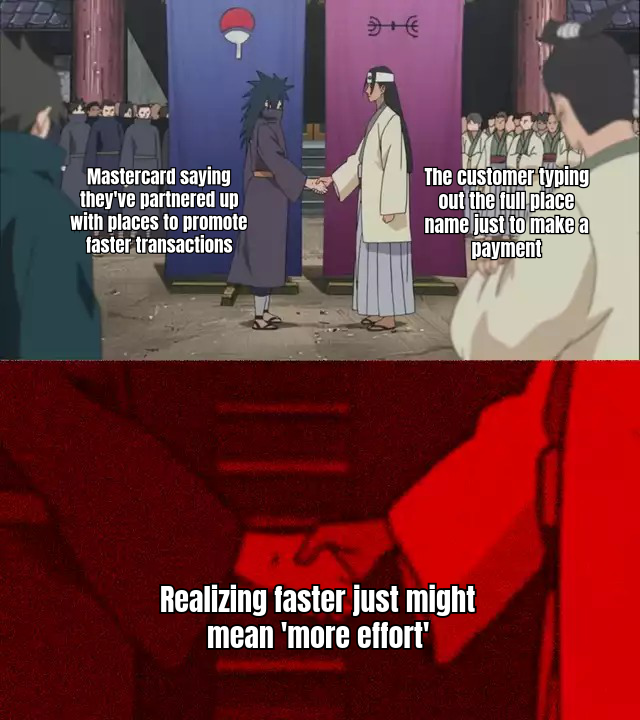 Mastercard saying
they've partnered up
with places to promote
faster transactions
The customer typing
out the full place
name just to make a
payment
Realizing faster just might
mean 'more effort'